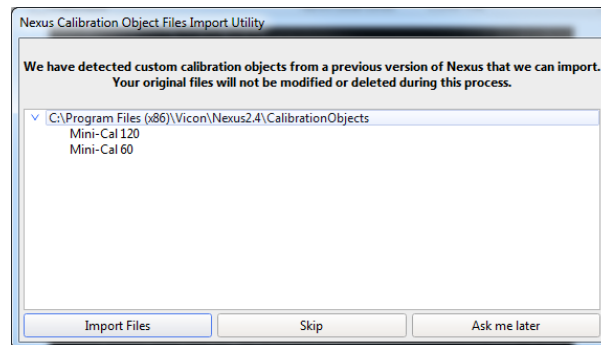 Nexus Calibration Object Files Import Utility
We have detected custom calibration objects from a previous version of Nexus that we can import.
Your original files will not be modified or deleted during this process.
C:\Program Files (x86)\Vicon\Nexus2.4\CalibrationObjects
Mini-Cal 120
Mini-Cal 60
Import Files Skip Ask me later